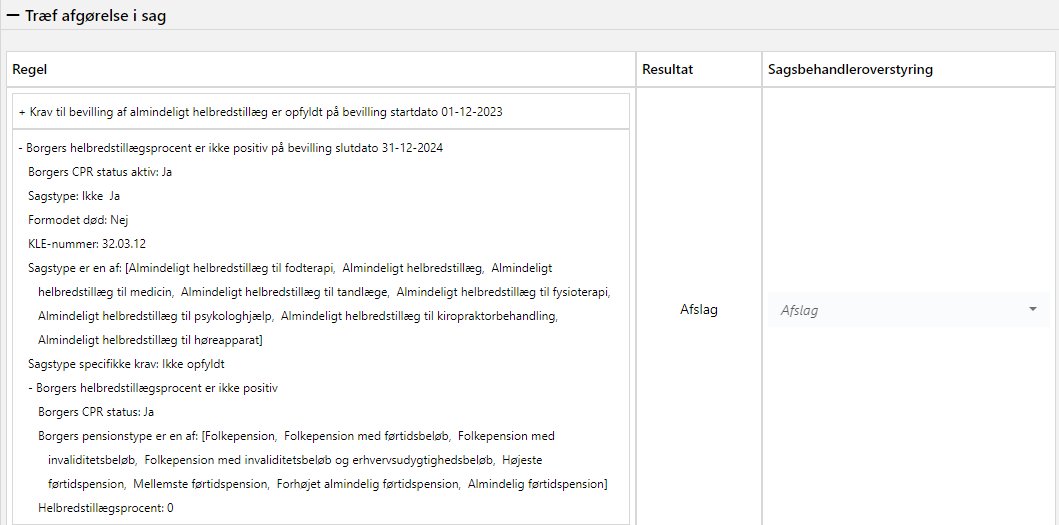 — Træf afgørelse i sag
Regel
Resultat
Sagsbehandleroverstyring
+ Krav til bevilling af almindeligt helbredstillæg er opfyldt på bevilling startdato 01-12-2023
- Borgers helbredstillægsprocent er ikke positiv på bevilling slutdato 31-12-2024
Borgers CPR status aktiv: Ja
Sagstype: Ikke Ja
Formodet død: Nej
KLE-nummer: 32.03.12
Sagstype er en af: [Almindeligt helbredstillæg til fodterapi, Almindeligt helbredstillæg, Almindeligt
helbredstillæg til medicin, Almindeligt helbredstillæg til tandlæge, Almindeligt helbredstillæg til fysioterapi,
Almindeligt helbredstillæg til psykologhjælp, Almindeligt helbredstillæg til kiropraktorbehandling,
Almindeligt helbredstillæg til høreapparat]
Sagstype specifikke krav: Ikke opfyldt
- Borgers helbredstillægsprocent er ikke positiv
Borgers CPR status: Ja
Borgers pensionstype er en af: [Folkepension, Folkepension med førtidsbeløb, Folkepension med
invaliditetsbeløb, Folkepension med invaliditetsbeløb og erhvervsudygtighedsbeløb, Højeste
førtidspension, Mellemste førtidspension, Forhøjet almindelig førtidspension, Almindelig førtidspension]
Helbredstillægsprocent: 0
Afslag
Afslag